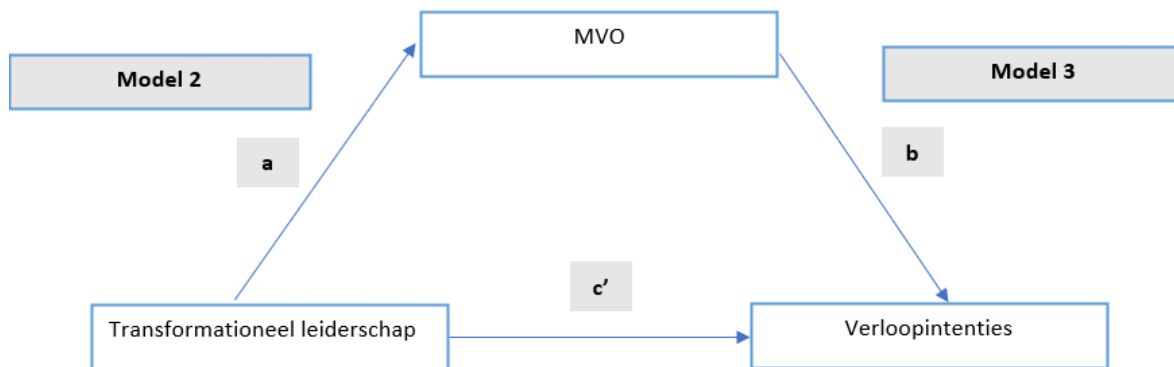 MVO
Model 2
Model 3
a
b
c’
Transformationeel leiderschap
Verloopintenties